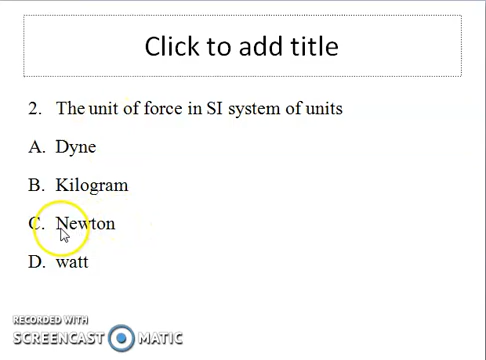 Click to add title
2. The unit of force in SI system of units
A. Dyne
B. Kilogram
C. Newton
D. watt
RECORDED WITH
SCREENCAST MATIC